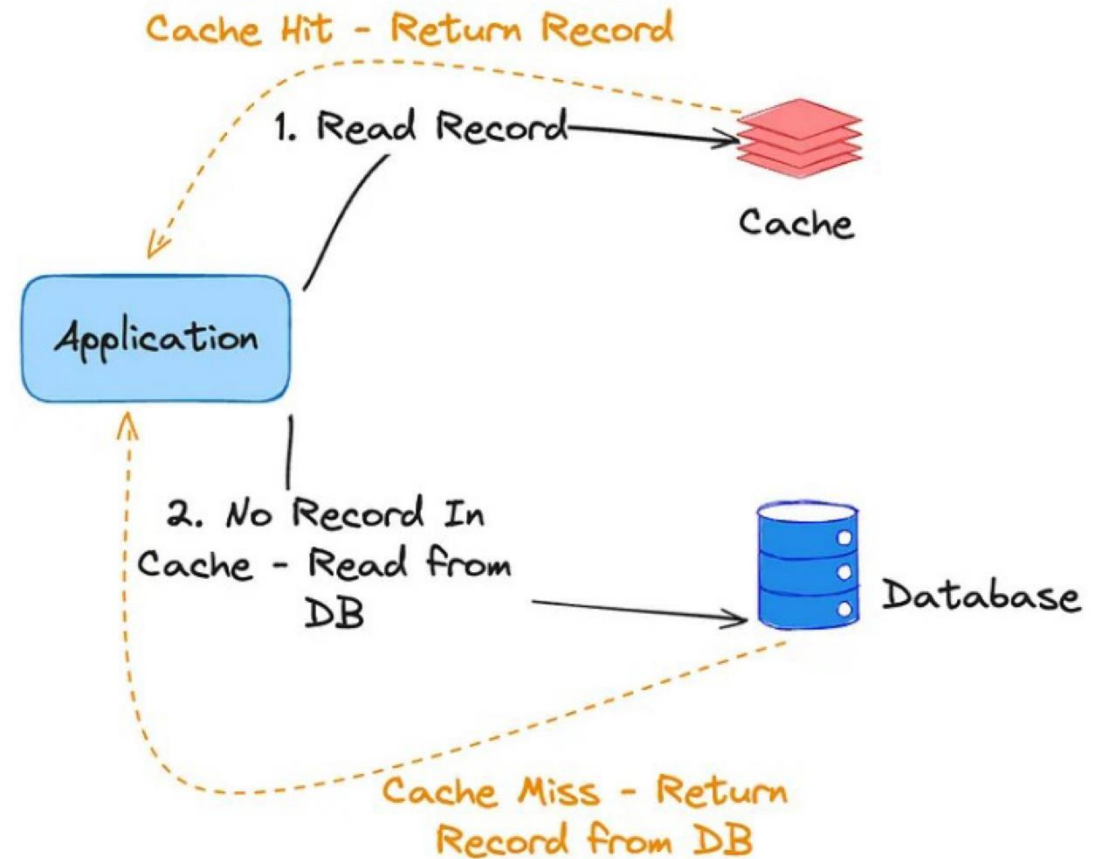 Cache Hit - Return Record
1. Read Record
Cache
Application
2. No Record In
Cache - Read from
DB
Database
Cache Miss - Return
Record from DB